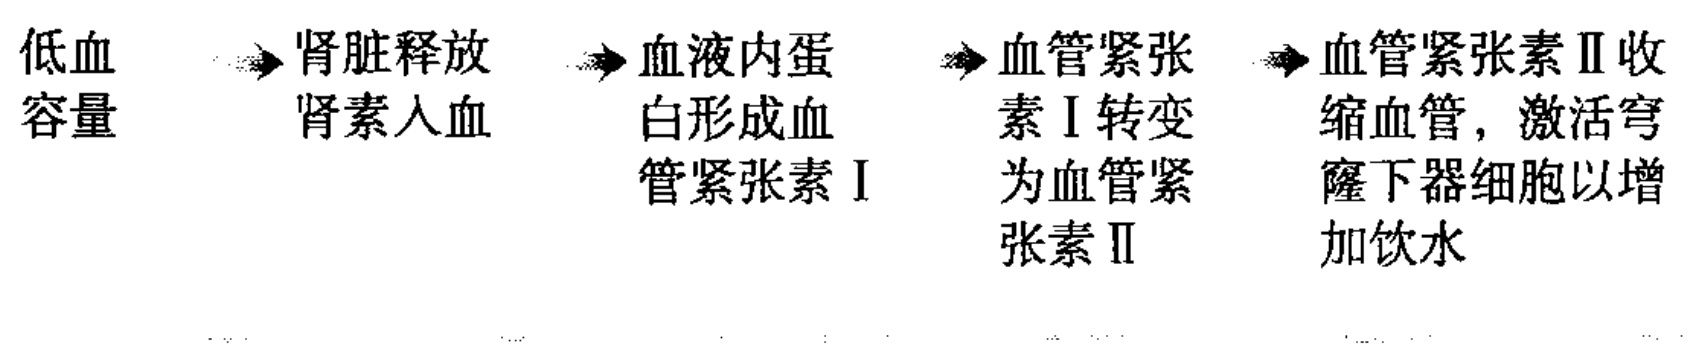 低血
容量
肾脏释放
肾素入血
血液内蛋
白形成血
管紧张素Ⅰ
血管紧张
素Ⅰ转变
为血管紧
张素Ⅱ
血管紧张素Ⅱ收
缩血管，激活穹
窿下器细胞以增
加饮水